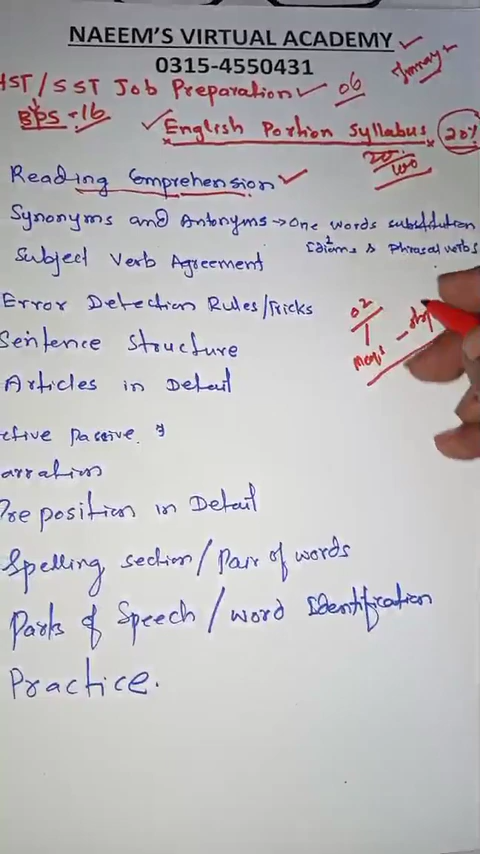 NAEEM'S VIRTUAL ACADEMY
0315-4550431
HST/SST Job Preparation 06
BPS-16
English Portion Syllabus 20%
20/100
Reading Comprehension
Synonyms and Antonyms → One words substitution
Idioms & Phrasal verbs
Subject Verb Agreement
Error Detection Rules/Tricks
02
Sentence Structure
Mcqs
Articles in Detail
ctive Passive &
arration
Preposition in Detail
Spelling section/Pair of words
Parts of Speech/word Identification
Practice.